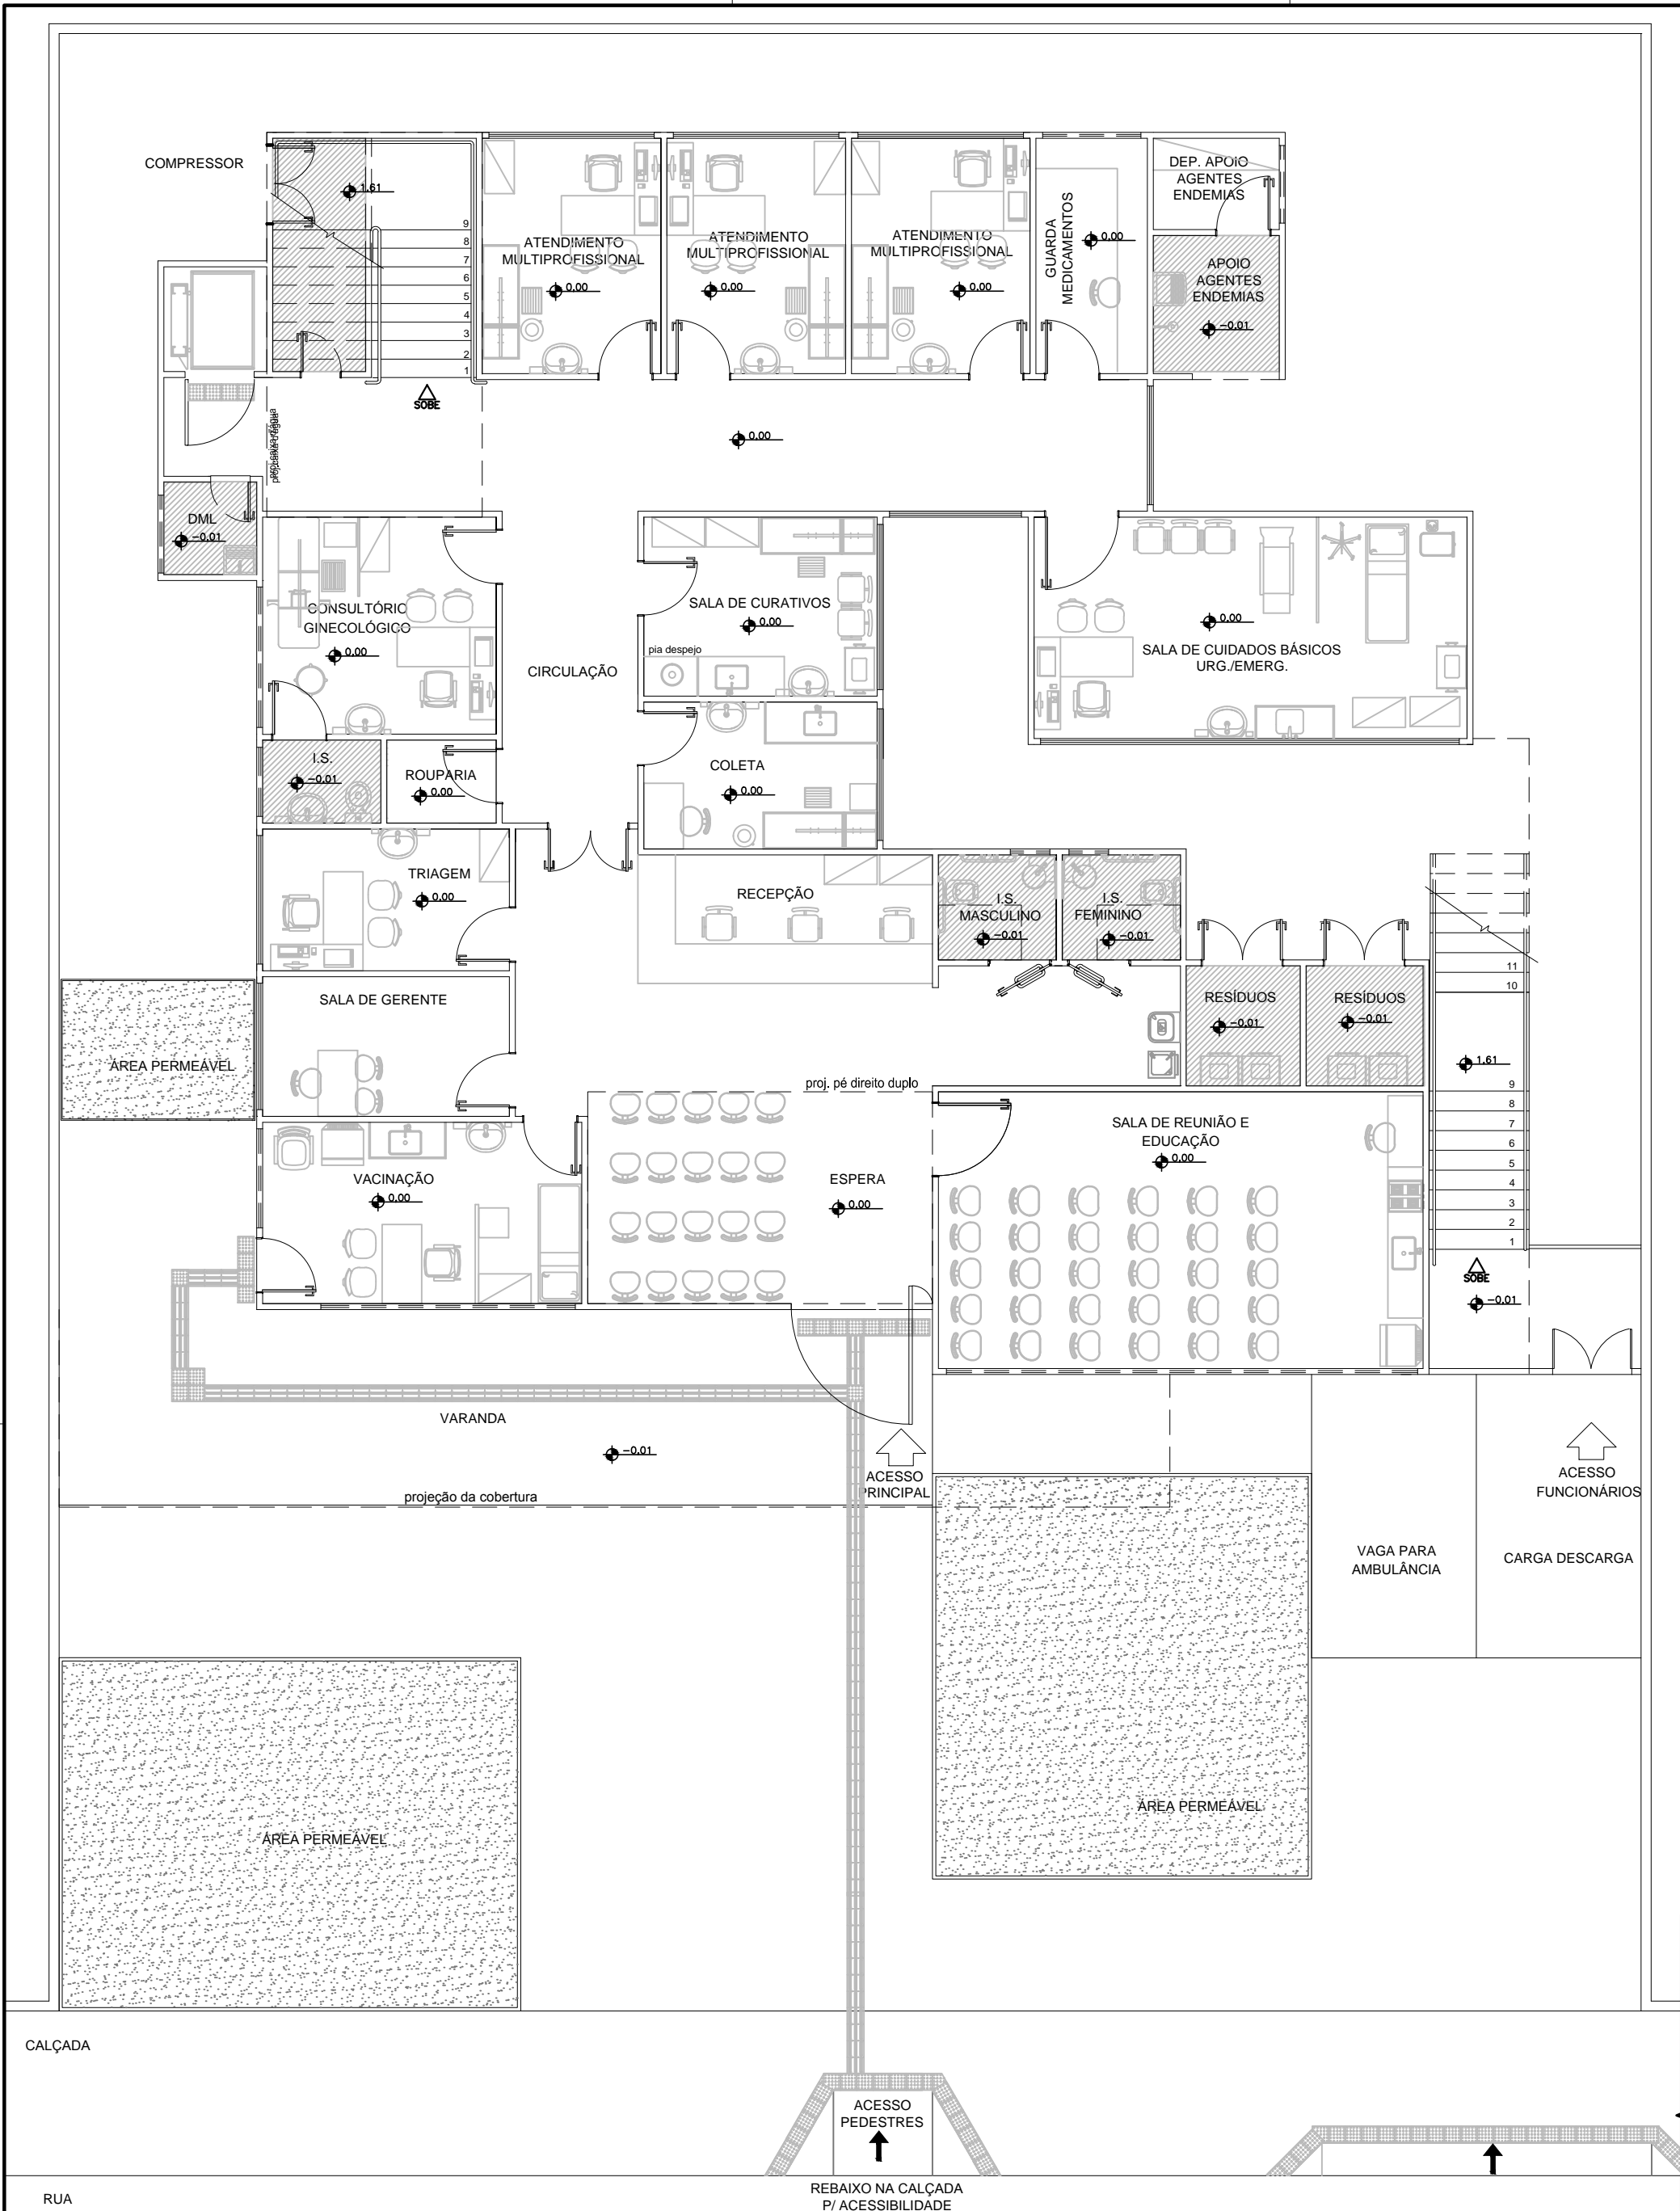 COMPRESSOR
1.61
9
8
7
6
5
4
3
2
1
SOBE
ATENDIMENTO
MULTIPROFISSIONAL
0.00
ATENDIMENTO
MULTIPROFISSIONAL
0.00
ATENDIMENTO
MULTIPROFISSIONAL
0.00
GUARDA
MEDICAMENTOS
0.00
DEP. APOIO
AGENTES
ENDEMIAS
APOIO
AGENTES
ENDEMIAS
-0.01
0.00
DML
-0.01
CONSULTÓRIO
GINECOLÓGICO
0.00
CIRCULAÇÃO
SALA DE CURATIVOS
0.00
pia despejo
SALA DE CUIDADOS BÁSICOS
URG./EMERG.
0.00
I.S.
-0.01
ROUPARIA
0.00
COLETA
0.00
TRIAGEM
0.00
RECEPÇÃO
I.S.
MASCULINO
-0.01
I.S.
FEMININO
-0.01
SALA DE GERENTE
RESÍDUOS
-0.01
RESÍDUOS
-0.01
11
10
1.61
9
8
7
6
5
4
3
2
1
SOBE
-0.01
ÁREA PERMEÁVEL
proj. pé direito duplo
SALA DE REUNIÃO E
EDUCAÇÃO
0.00
VACINAÇÃO
0.00
ESPERA
0.00
VARANDA
-0.01
ACESSO
PRINCIPAL
projeção da cobertura
ACESSO
FUNCIONÁRIOS
VAGA PARA
AMBULÂNCIA
CARGA DESCARGA
ÁREA PERMEÁVEL
ÁREA PERMEÁVEL
CALÇADA
ACESSO
PEDESTRES
RUA
REBAIXO NA CALÇADA
P/ ACESSIBILIDADE